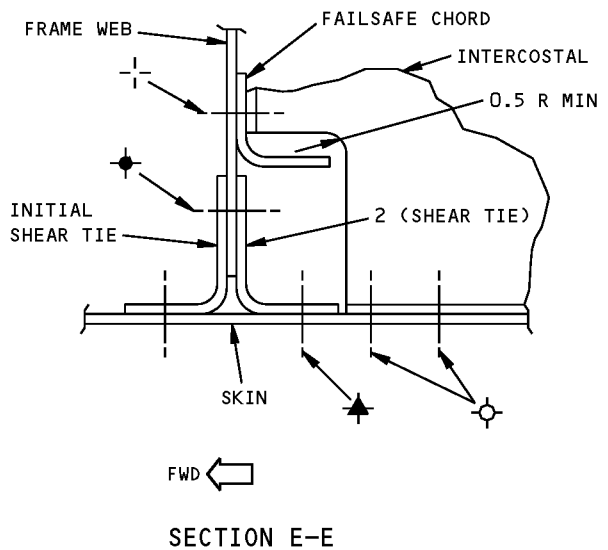 FAILSAFE CHORD
FRAME WEB
INTERCOSTAL
0.5 R MIN
INITIAL
SHEAR TIE
2 (SHEAR TIE)
SKIN
FWD
SECTION E-E